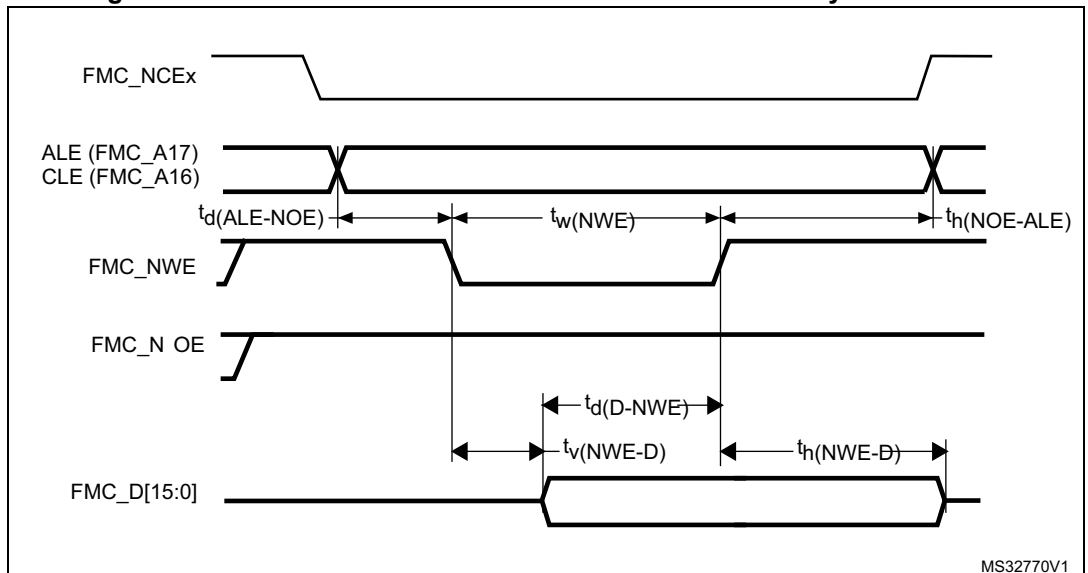 FMC_NCEx
ALE (FMC_A17)
CLE (FMC_A16)
td(ALE-NOE) tw(NWE) th(NOE-ALE)
FMC_NWE
FMC_N OE
td(D-NWE)
tv(NWE-D) th(NWE-D)
FMC_D[15:0]
MS32770V1